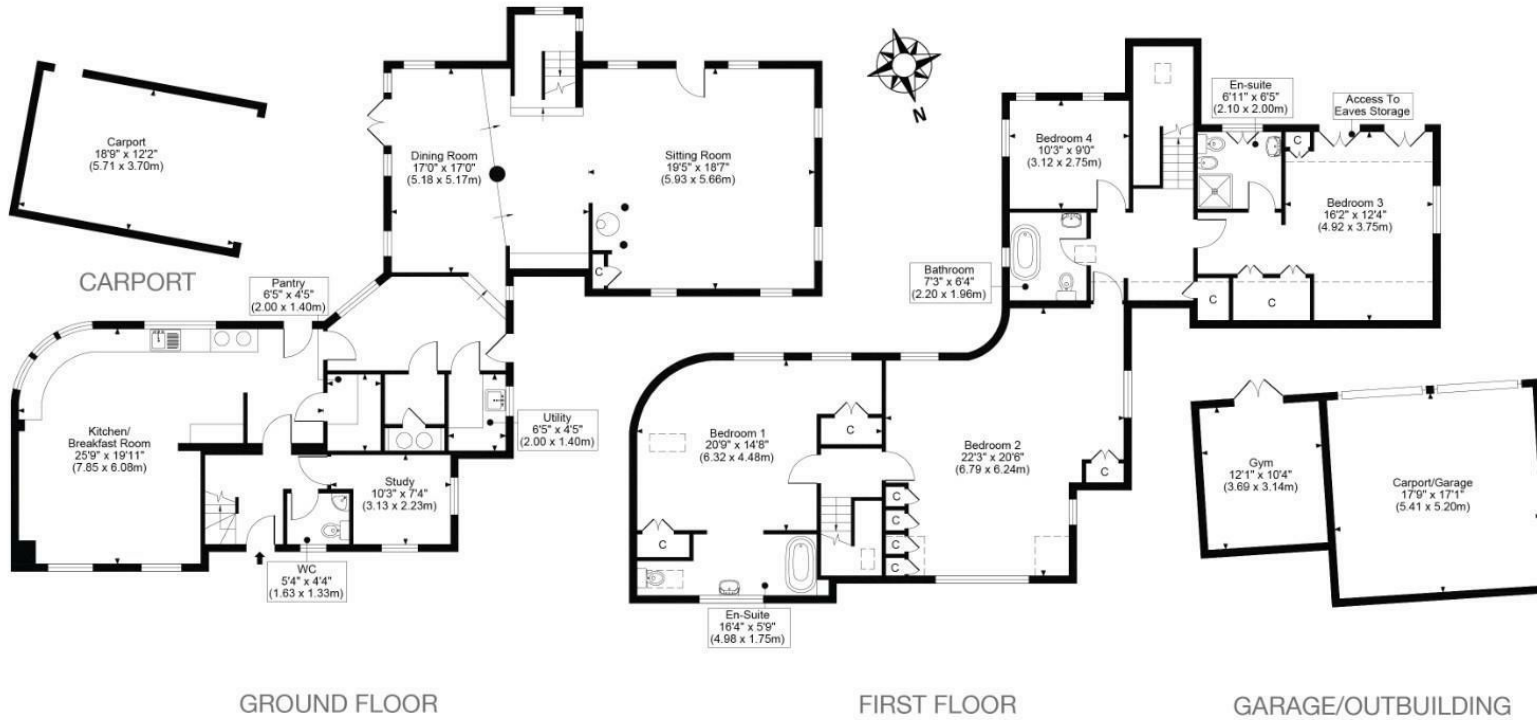 Carport
18'9" x 12'2"
(5.71 x 3.70m)
CARPORT
Dining Room
17'0" x 17'0"
(5.18 x 5.17m)
Sitting Room
19'5" x 18'7"
(5.93 x 5.66m)
C
Pantry
6'5" x 4'5"
(2.00 x 1.40m)
Kitchen/
Breakfast Room
25'9" x 19'11"
(7.85 x 6.08m)
Utility
6'5" x 4'5"
(2.00 x 1.40m)
Study
10'3" x 7'4"
(3.13 x 2.23m)
WC
5'4" x 4'4"
(1.63 x 1.33m)
GROUND FLOOR
N
Bedroom 4
10'3" x 9'0"
(3.12 x 2.75m)
En-suite
6'11" x 6'5"
(2.10 x 2.00m)
Access To
Eaves Storage
C
Bedroom 3
16'2" x 12'4"
(4.92 x 3.75m)
Bathroom
7'3" x 6'4"
(2.20 x 1.96m)
C
C
Bedroom 1
20'9" x 14'8"
(6.32 x 4.48m)
C
Bedroom 2
22'3" x 20'6"
(6.79 x 6.24m)
C
C
C
C
C
C
En-Suite
16'4" x 5'9"
(4.98 x 1.75m)
FIRST FLOOR
Gym
12'1" x 10'4"
(3.69 x 3.14m)
Carport/Garage
17'9" x 17'1"
(5.41 x 5.20m)
GARAGE/OUTBUILDING